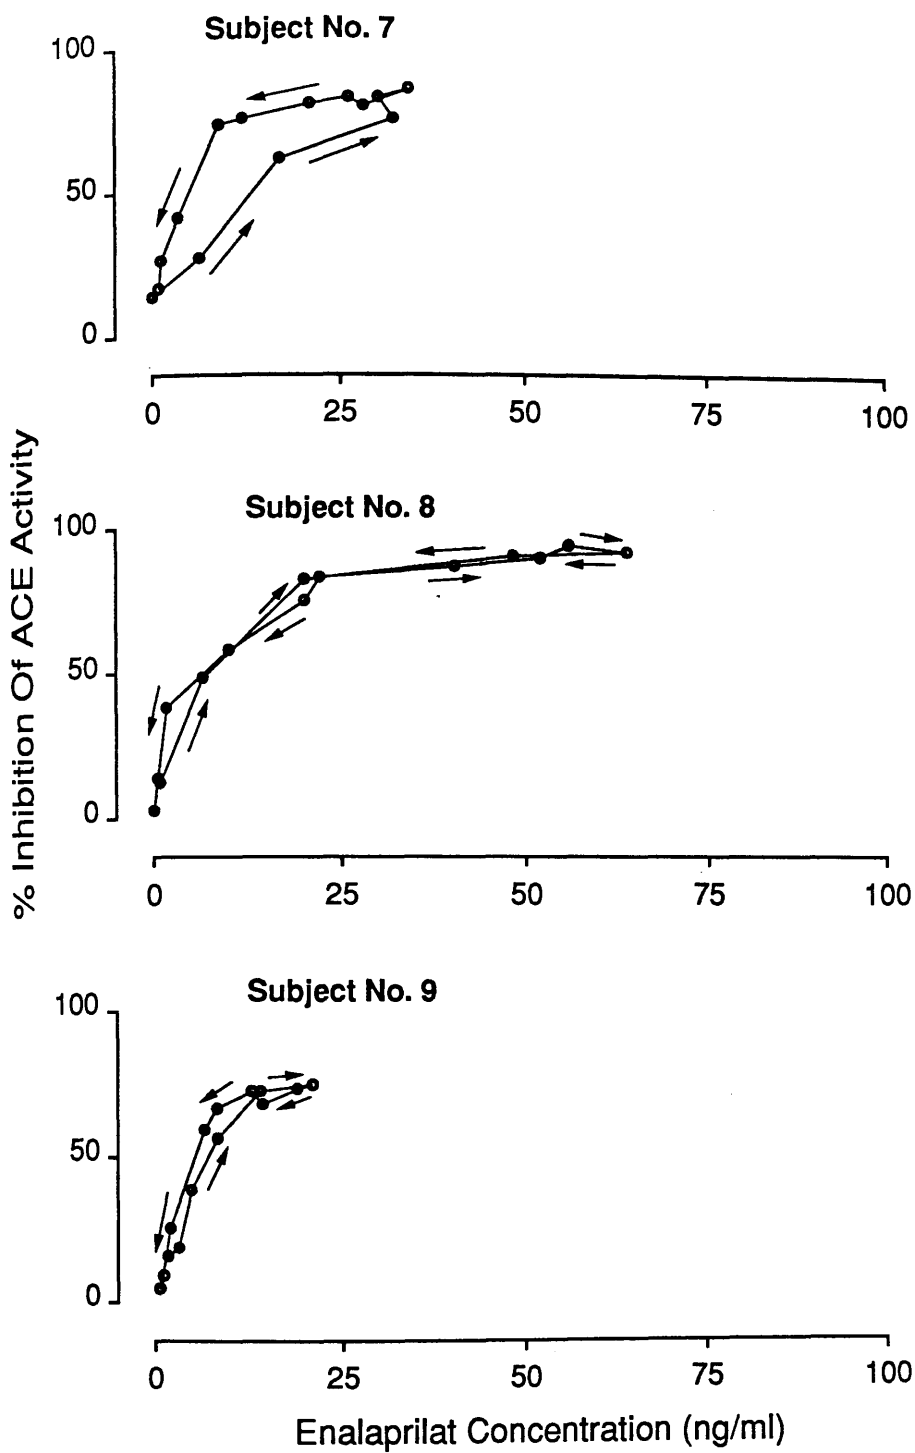 Subject No. 7
100
50
0
0 25 50 75 100
% Inhibition Of ACE Activity
Subject No. 8
100
50
0
0 25 50 75 100
Subject No. 9
100
50
0
0 25 50 75 100
Enalaprilat Concentration (ng/ml)